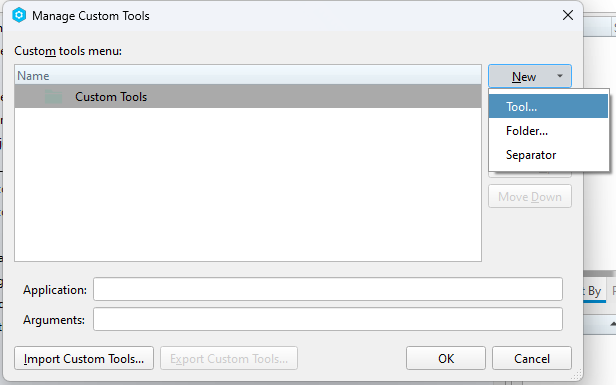 Manage Custom Tools
Custom tools menu:
Name
New
Custom Tools
Tool...
Folder...
Separator
Move Down
Application:
t By
Arguments:
Import Custom Tools...
Export Custom Tools...
OK
Cancel